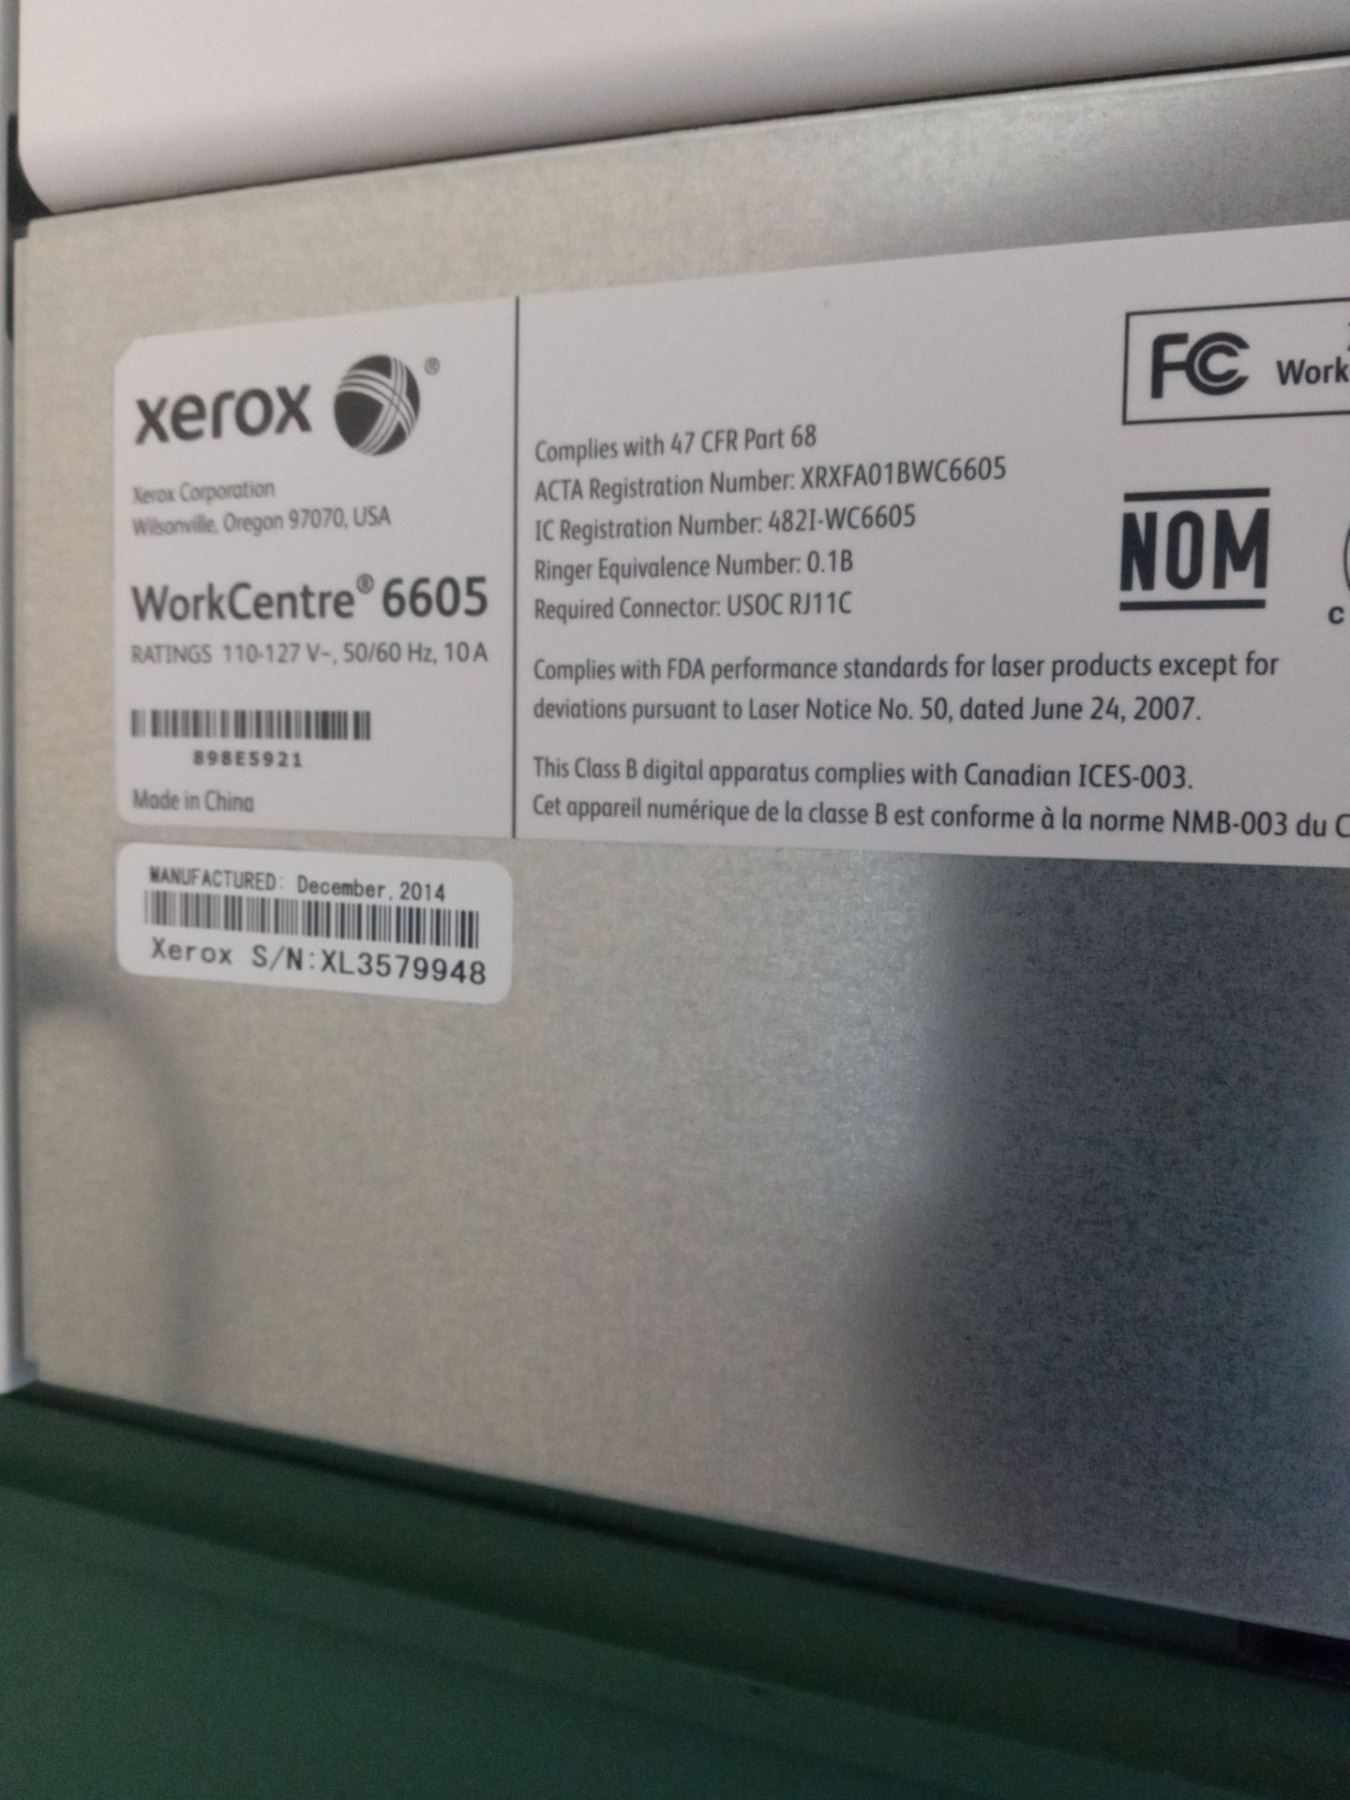 xerox ®
Xerox Corporation
Wilsonville, Oregon 97070, USA
WorkCentre® 6605
RATINGS 110-127 V~, 50/60 Hz, 10 A
898E5921
Made in China
MANUFACTURED: December, 2014
Xerox S/N:XL3579948
Complies with 47 CFR Part 68
ACTA Registration Number: XRXFA01BWC6605
IC Registration Number: 482I-WC6605
Ringer Equivalence Number: 0.1B
Required Connector: USOC RJ11C
Complies with FDA performance standards for laser products except for
deviations pursuant to Laser Notice No. 50, dated June 24, 2007.
This Class B digital apparatus complies with Canadian ICES-003.
Cet appareil numérique de la classe B est conforme à la norme NMB-003 du C
FC Work
NOM
c